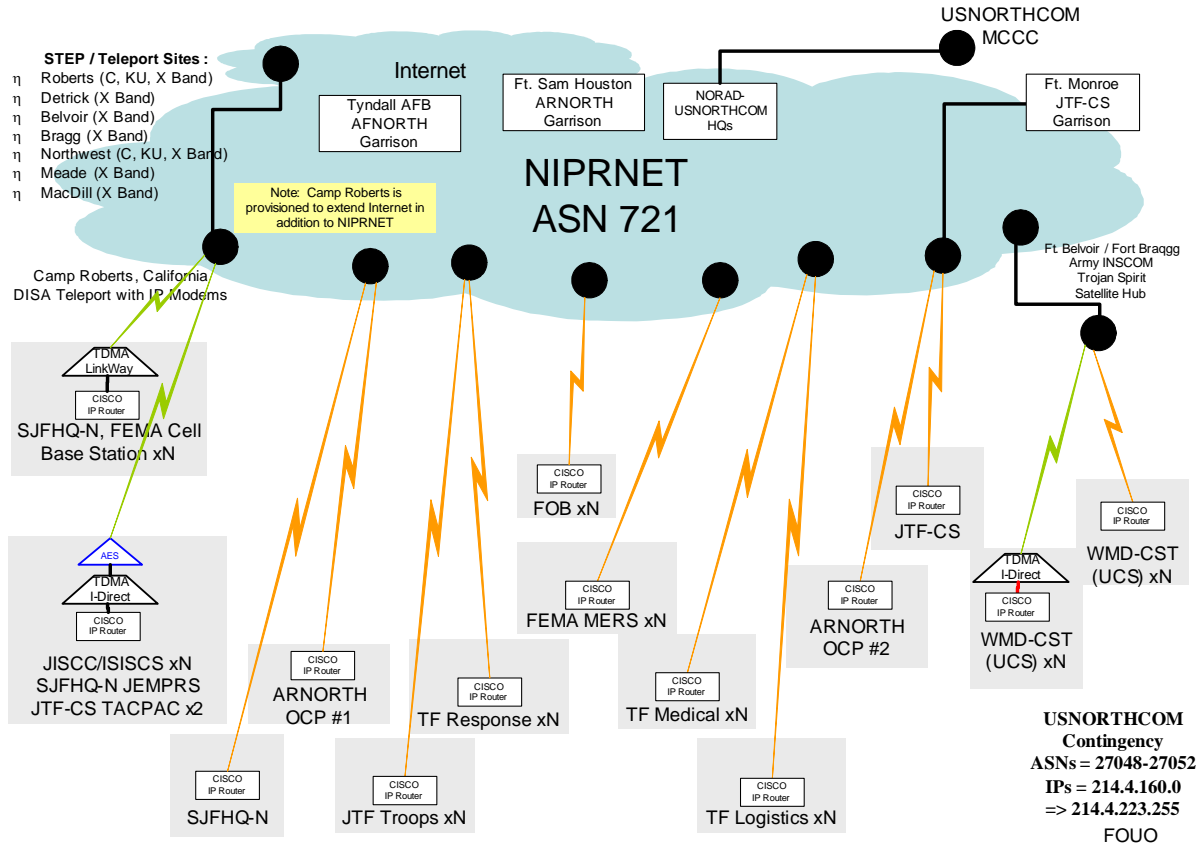 USNORTHCOM
MCCC
STEP / Teleport Sites :
η Roberts (C, KU, X Band)
η Detrick (X Band)
η Belvoir (X Band)
η Bragg (X Band)
η Northwest (C, KU, X Band)
η Meade (X Band)
η MacDill (X Band)
Internet
Tyndall AFB
AFNORTH
Garrison
Ft. Sam Houston
ARNORTH
Garrison
NORAD-
USNORTHCOM
HQs
Ft. Monroe
JTF-CS
Garrison
NIPRNET
ASN 721
Note: Camp Roberts is
provisioned to extend Internet in
addition to NIPRNET
Camp Roberts, California
DISA Teleport with IP Modems
Ft. Belvoir / Fort Braqgg
Army INSCOM
Trojan Spirit
Satellite Hub
TDMA
LinkWay
CISCO
IP Router
SJFHQ-N, FEMA Cell
Base Station xN
AES
TDMA
I-Direct
CISCO
IP Router
JISCC/ISISCS xN
SJFHQ-N JEMPRS
JTF-CS TACPAC x2
CISCO
IP Router
SJFHQ-N
CISCO
IP Router
ARNORTH
OCP #1
CISCO
IP Router
JTF Troops xN
CISCO
IP Router
TF Response xN
CISCO
IP Router
FOB xN
CISCO
IP Router
FEMA MERS xN
CISCO
IP Router
TF Medical xN
CISCO
IP Router
TF Logistics xN
CISCO
IP Router
ARNORTH
OCP #2
CISCO
IP Router
JTF-CS
TDMA
I-Direct
CISCO
IP Router
WMD-CST
(UCS) xN
CISCO
IP Router
WMD-CST
(UCS) xN
USNORTHCOM
Contingency
ASNs = 27048-27052
IPs = 214.4.160.0
=> 214.4.223.255
FOUO